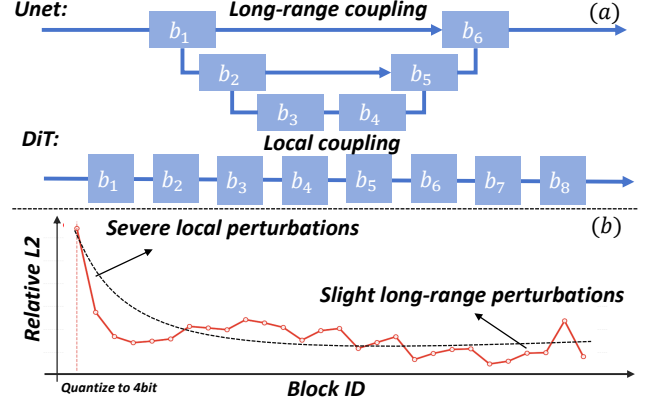 Unet: Long-range coupling (a)
b1 b6
b2 b5
b3 b4
DiT: Local coupling
b1 b2 b3 b4 b5 b6 b7 b8
(b)
Severe local perturbations
Relative L2
Slight long-range perturbations
Quantize to 4bit
Block ID